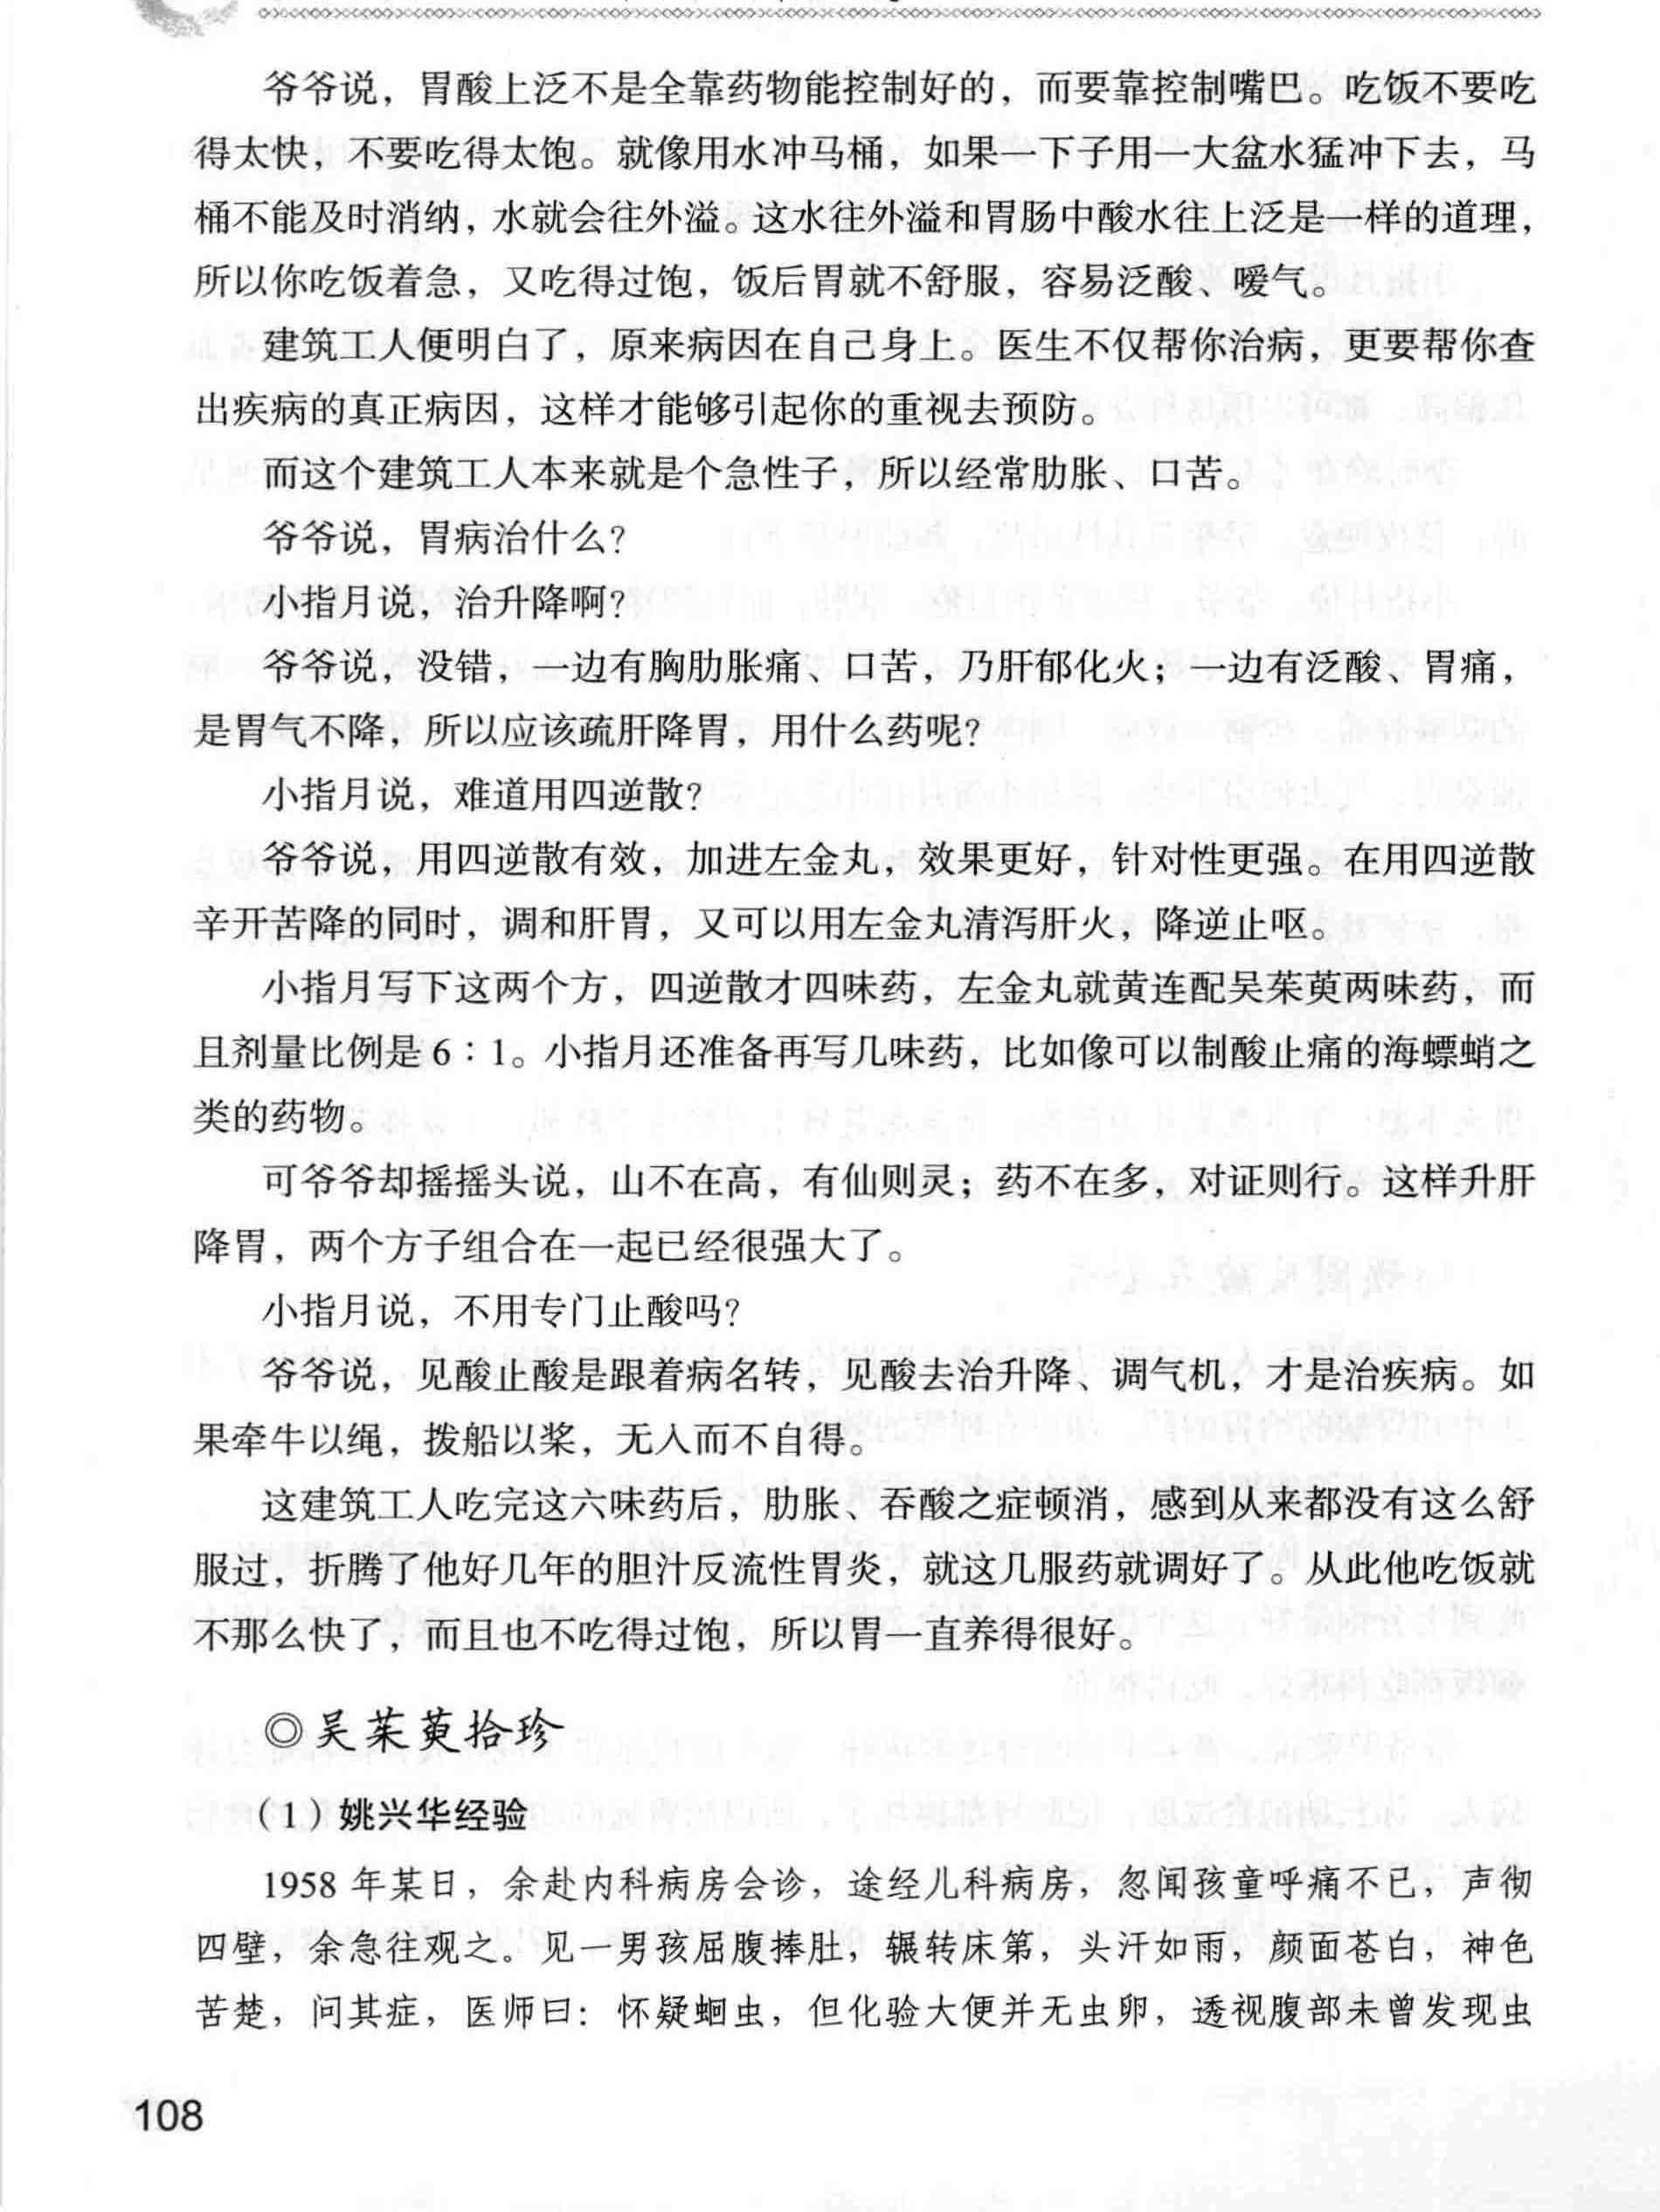 爷爷说，胃酸上泛不是全靠药物能控制好的，而要靠控制嘴巴。吃饭不要吃
得太快，不要吃得太饱。就像用水冲马桶，如果一下子用一大盆水猛冲下去，马
桶不能及时消纳，水就会往外溢。这水往外溢和胃肠中酸水往上泛是一样的道理，
所以你吃饭着急，又吃得过饱，饭后胃就不舒服，容易泛酸、嗳气。
建筑工人便明白了，原来病因在自己身上。医生不仅帮你治病，更要帮你查
出疾病的真正病因，这样才能够引起你的重视去预防。
而这个建筑工人本来就是个急性子，所以经常肋胀、口苦。
爷爷说，胃病治什么？
小指月说，治升降啊？
爷爷说，没错，一边有胸肋胀痛、口苦，乃肝郁化火；一边有泛酸、胃痛，
是胃气不降，所以应该疏肝降胃，用什么药呢？
小指月说，难道用四逆散？
爷爷说，用四逆散有效，加进左金丸，效果更好，针对性更强。在用四逆散
辛开苦降的同时，调和肝胃，又可以用左金丸清泻肝火，降逆止呕。
小指月写下这两个方，四逆散才四味药，左金丸就黄连配吴茱萸两味药，而
且剂量比例是 6∶1。小指月还准备再写几味药，比如像可以制酸止痛的海螵蛸之
类的药物。
可爷爷却摇摇头说，山不在高，有仙则灵；药不在多，对证则行。这样升肝
降胃，两个方子组合在一起已经很强大了。
小指月说，不用专门止酸吗？
爷爷说，见酸止酸是跟着病名转，见酸去治升降、调气机，才是治疾病。如
果牵牛以绳，拨船以桨，无入而不自得。
这建筑工人吃完这六味药后，肋胀、吞酸之症顿消，感到从来都没有这么舒
服过，折腾了他好几年的胆汁反流性胃炎，就这几服药就调好了。从此他吃饭就
不那么快了，而且也不吃得过饱，所以胃一直养得很好。
◎吴茱萸拾珍
（1）姚兴华经验
1958 年某日，余赴内科病房会诊，途经儿科病房，忽闻孩童呼痛不已，声彻
四壁，余急往观之。见一男孩屈腹捧肚，辗转床第，头汗如雨，颜面苍白，神色
苦楚，问其症，医师曰：怀疑蛔虫，但化验大便并无虫卵，透视腹部未曾发现虫
108